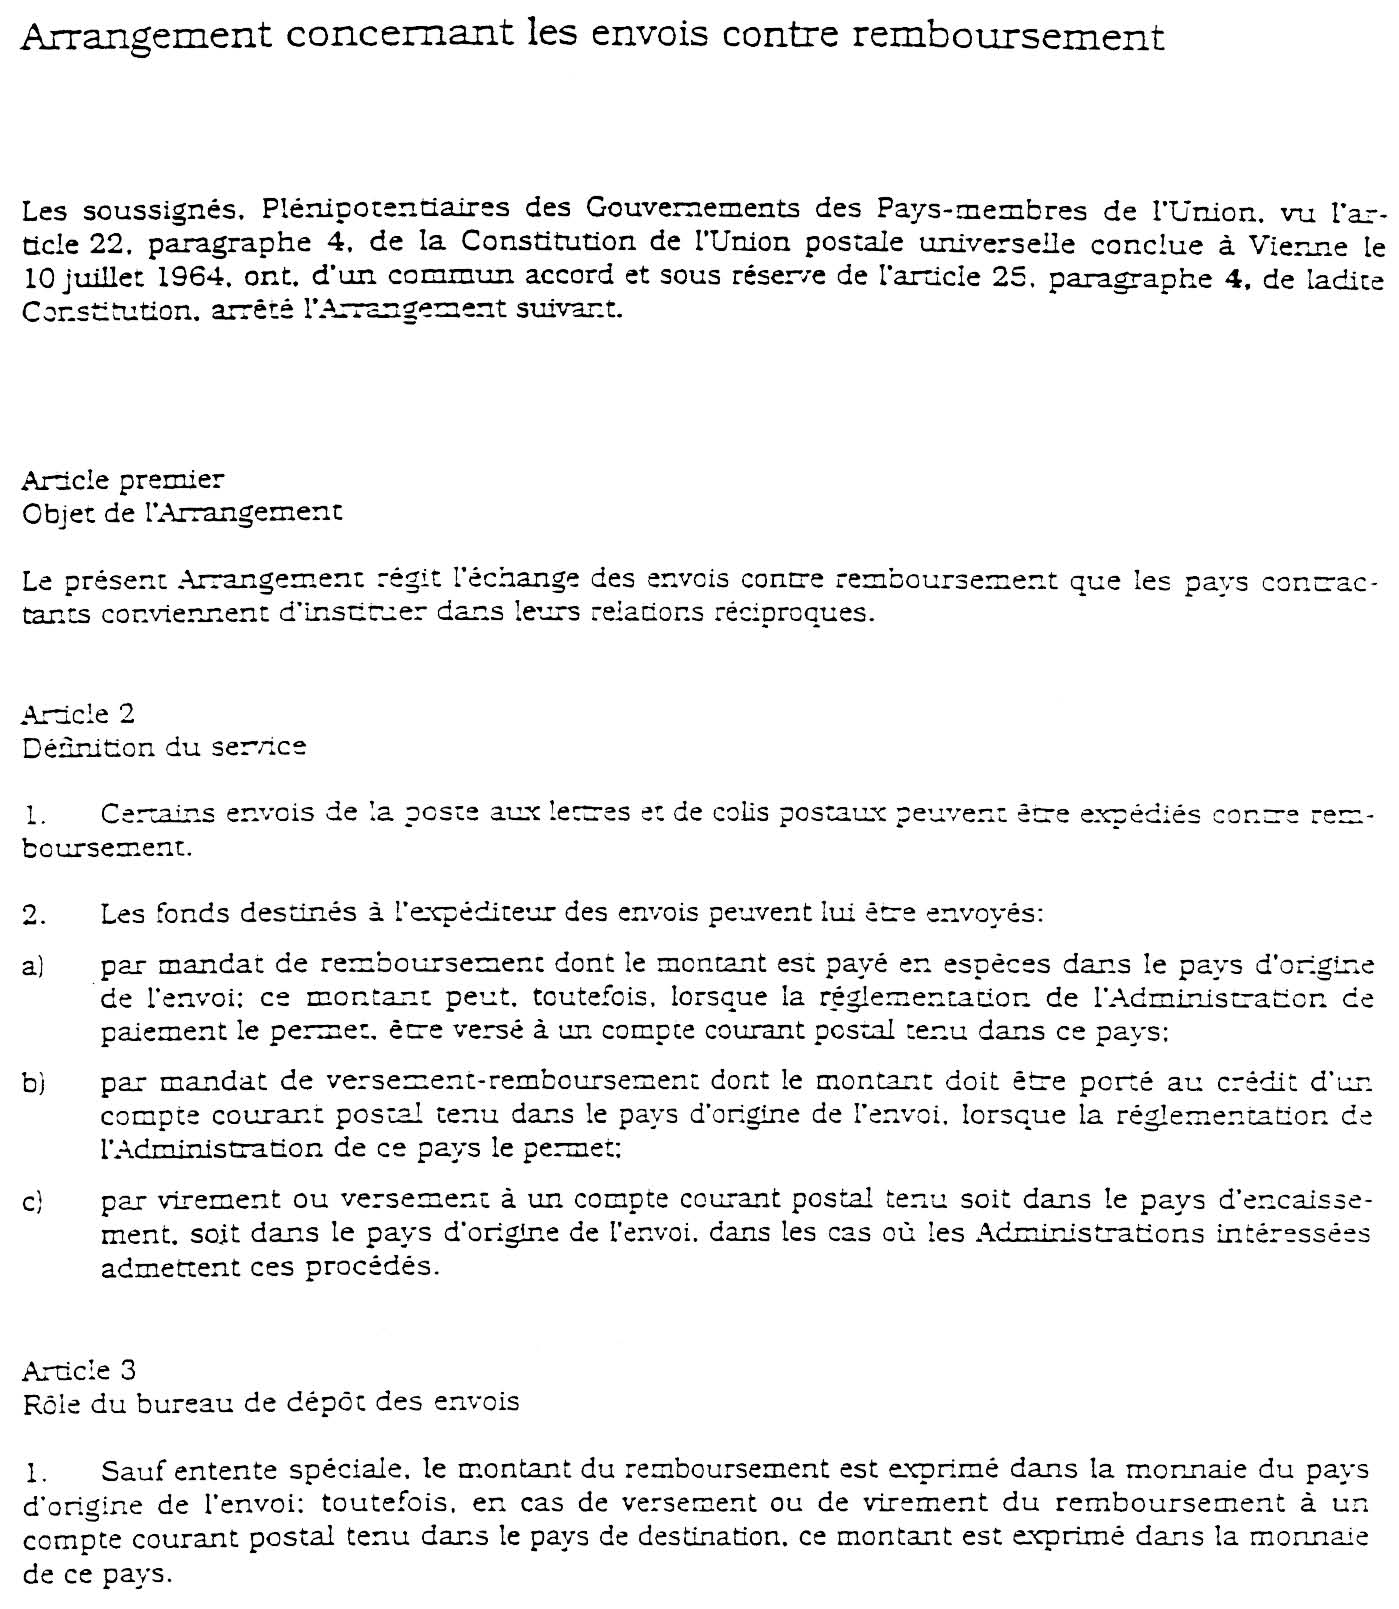 Arrangement concernant les envois contre remboursement
Les soussignés, Plénipotentiaires des Gouvernements des Pays-membres de l'Union, vu l'ar-
ticle 22, paragraphe 4, de la Constitution de l'Union postale universelle conclue à Vienne le
10 juillet 1964, ont, d'un commun accord et sous réserve de l'article 25, paragraphe 4, de ladite
Constitution, arrêté l'Arrangement suivant.
Article premier
Objet de l'Arrangement
Le présent Arrangement régit l'échange des envois contre remboursement que les pays contrac-
tants conviennent d'instituer dans leurs relations réciproques.
Article 2
Définition du service
1. Certains envois de la poste aux lettres et de colis postaux peuvent être expédiés contre rem-
boursement.
2. Les fonds destinés à l'expéditeur des envois peuvent lui être envoyés:
a) par mandat de remboursement dont le montant est payé en espèces dans le pays d'origine
de l'envoi; ce montant peut, toutefois, lorsque la réglementation de l'Administration de
paiement le permet, être versé à un compte courant postal tenu dans ce pays;
b) par mandat de versement-remboursement dont le montant doit être porté au crédit d'un
compte courant postal tenu dans le pays d'origine de l'envoi, lorsque la réglementation de
l'Administration de ce pays le permet;
c) par virement ou versement à un compte courant postal tenu soit dans le pays d'encaisse-
ment, soit dans le pays d'origine de l'envoi, dans les cas où les Administrations intéressées
admettent ces procédés.
Article 3
Rôle du bureau de dépôt des envois
1. Sauf entente spéciale, le montant du remboursement est exprimé dans la monnaie du pays
d'origine de l'envoi; toutefois, en cas de versement ou de virement du remboursement à un
compte courant postal tenu dans le pays de destination, ce montant est exprimé dans la monnaie
de ce pays.